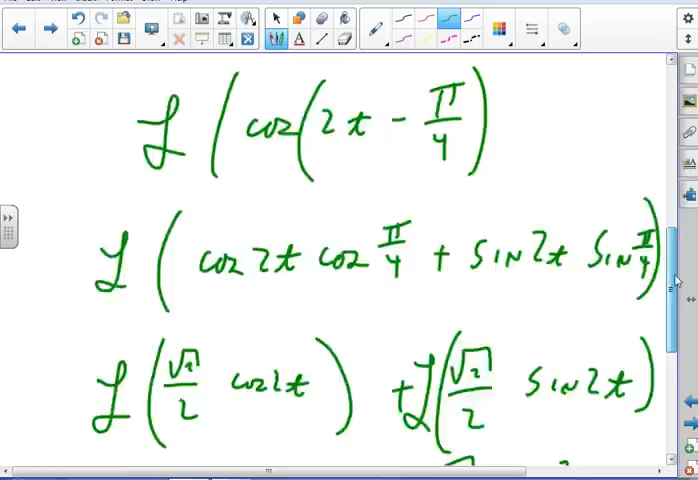 ℒ(cos(2t - π/4)
ℒ(cos 2t cos π/4 + sin 2t sin π/4)
ℒ(√2/2 cos 2t) + ℒ(√2/2 sin 2t)